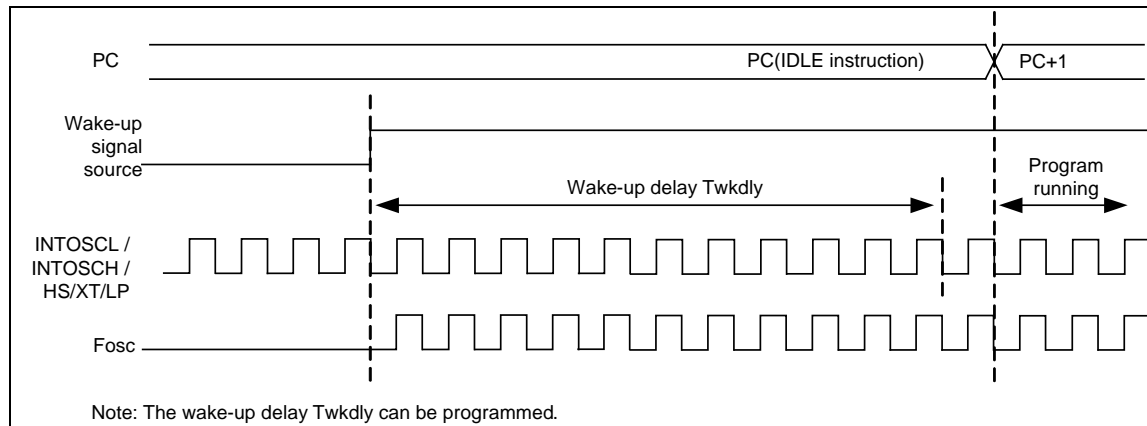 PC
PC(IDLE instruction)
PC+1
Wake-up
signal
source
Wake-up delay Twkdly
Program
running
INTOSCL /
INTOSCH /
HS/XT/LP
Fosc
Note: The wake-up delay Twkdly can be programmed.